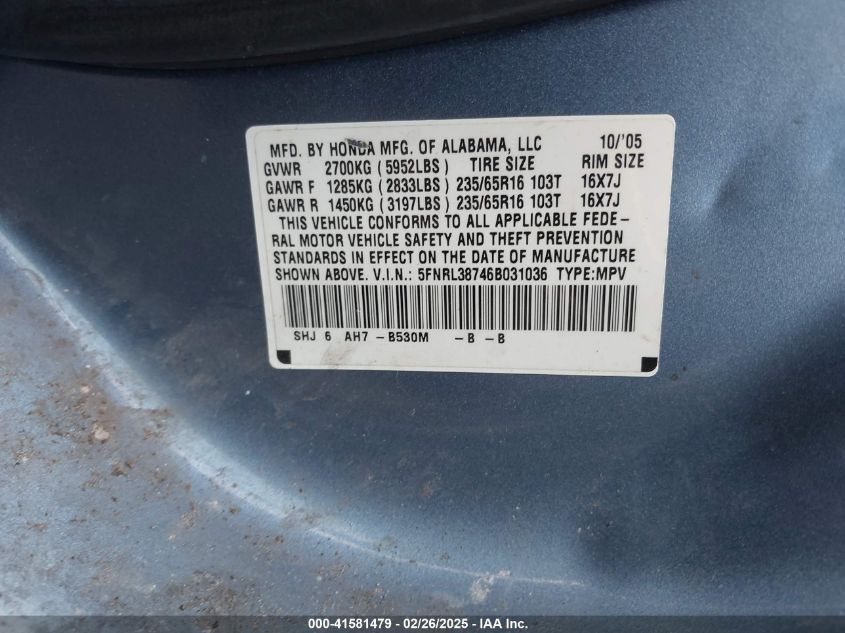 MFD. BY HONDA MFG. OF ALABAMA, LLC 10/'05
GVWR 2700KG (5952LBS) TIRE SIZE RIM SIZE
GAWR F 1285KG (2833LBS) 235/65R16 103T 16X7J
GAWR R 1450KG (3197LBS) 235/65R16 103T 16X7J
THIS VEHICLE CONFORMS TO ALL APPLICABLE FEDE-
RAL MOTOR VEHICLE SAFETY AND THEFT PREVENTION
STANDARDS IN EFFECT ON THE DATE OF MANUFACTURE
SHOWN ABOVE. V.I.N.: 5FNRL38746B031036 TYPE:MPV
SHJ 6 AH7 -B530M -B -B
000-41581479 - 02/26/2025 - IAA Inc.